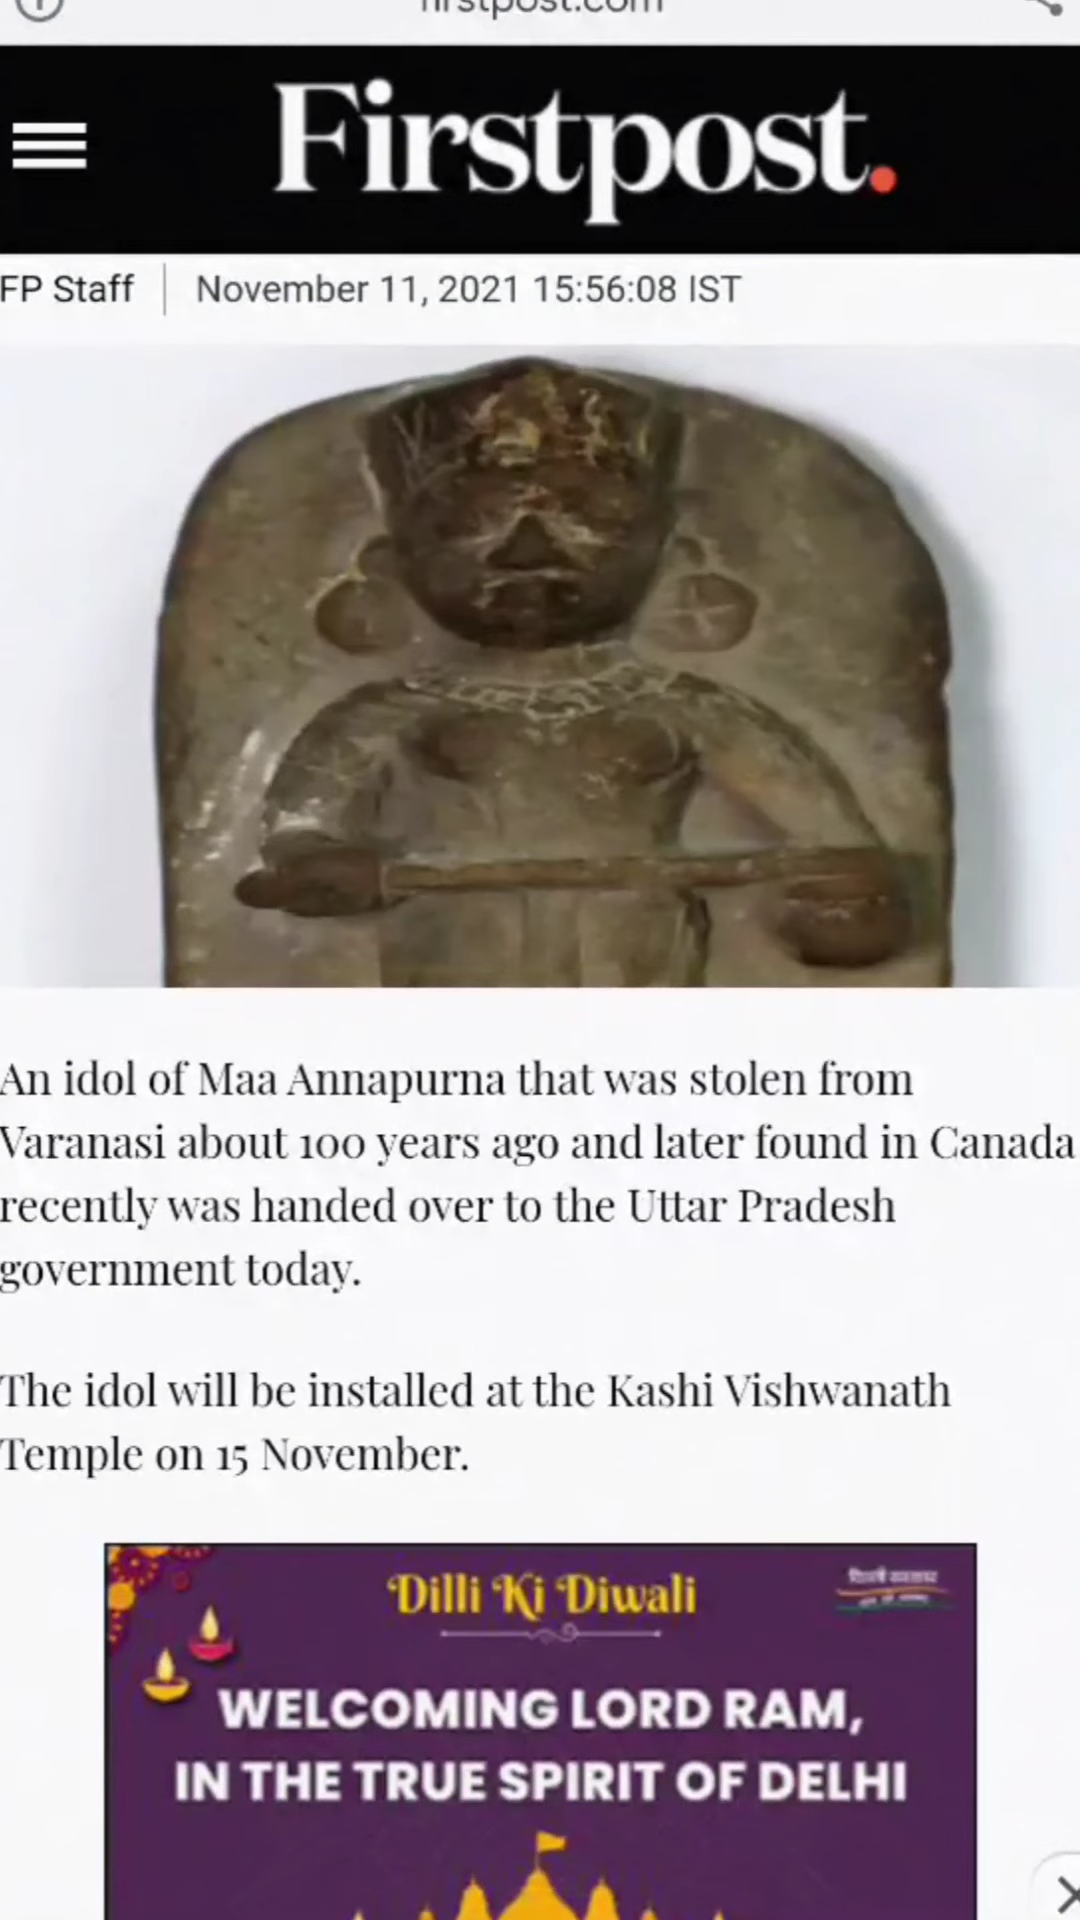 firstpost.com
Firstpost.
FP Staff
November 11, 2021 15:56:08 IST
An idol of Maa Annapurna that was stolen from
Varanasi about 100 years ago and later found in Canada
recently was handed over to the Uttar Pradesh
government today.
The idol will be installed at the Kashi Vishwanath
Temple on 15 November.
Dilli Ki Diwali
WELCOMING LORD RAM,
IN THE TRUE SPIRIT OF DELHI